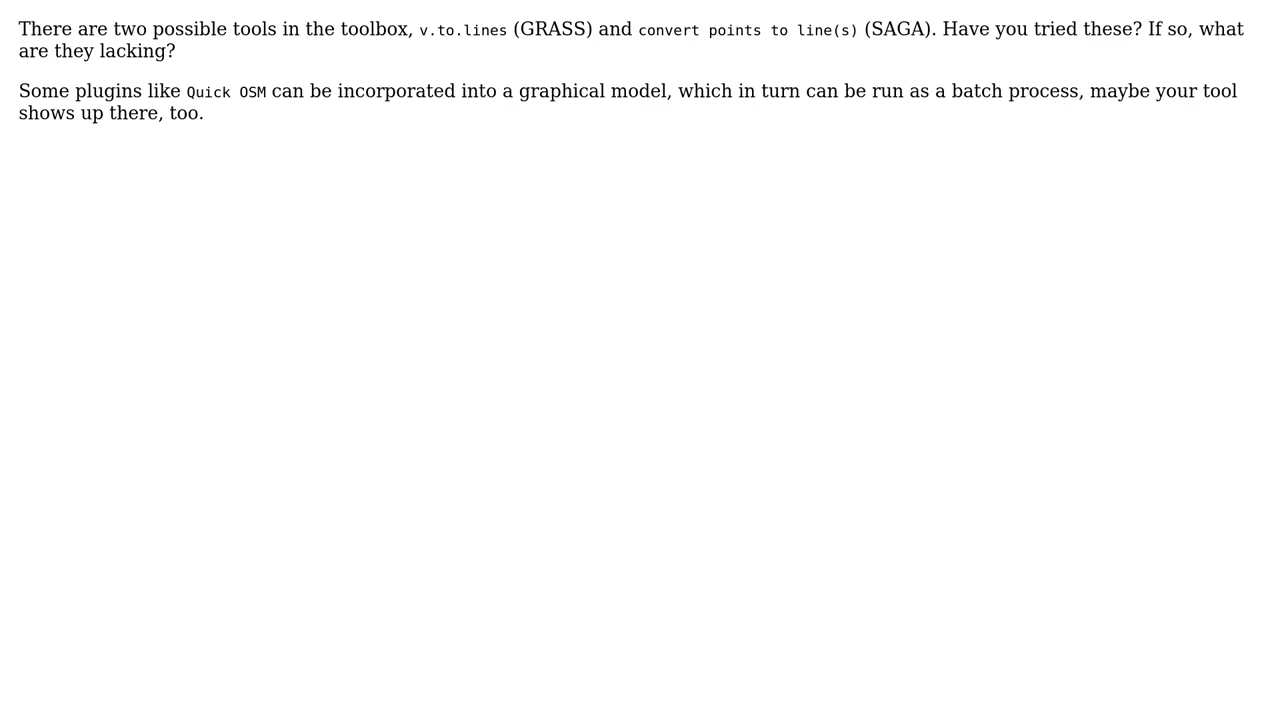 There are two possible tools in the toolbox, v.to.lines (GRASS) and convert points to line(s) (SAGA). Have you tried these? If so, what
are they lacking?
Some plugins like Quick OSM can be incorporated into a graphical model, which in turn can be run as a batch process, maybe your tool
shows up there, too.